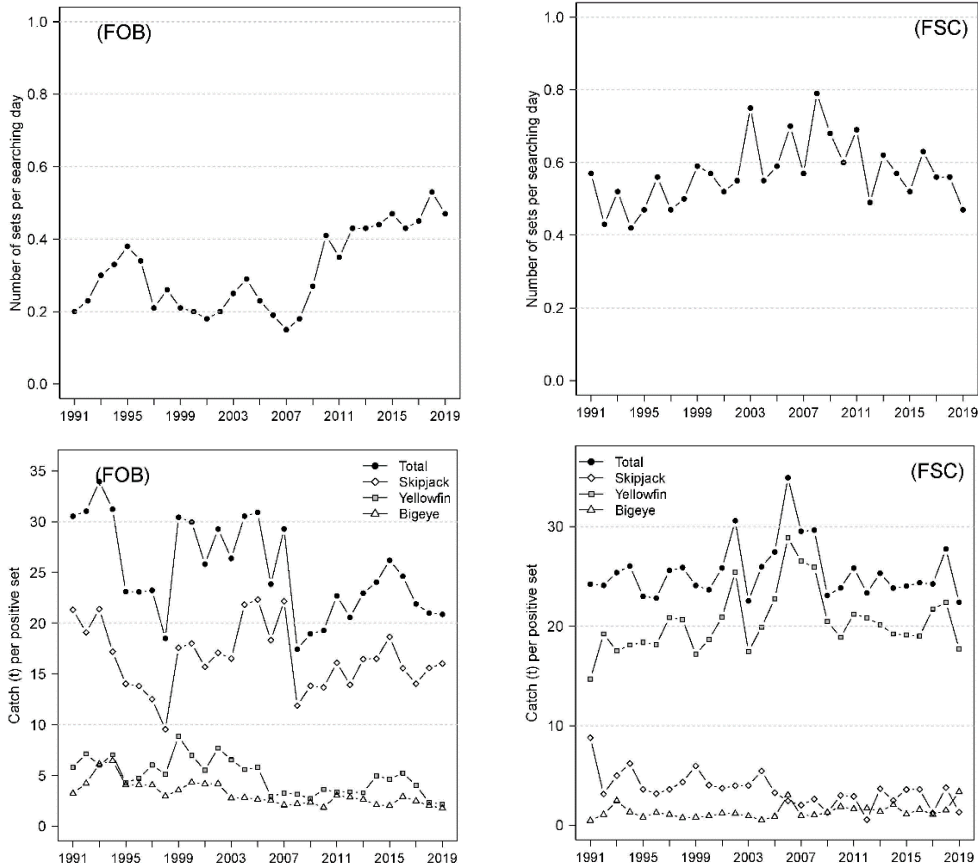 (FOB)
Number of sets per searching day
1.0
0.8
0.6
0.4
0.2
0.0
1991 1995 1999 2003 2007 2011 2015 2019
(FSC)
Number of sets per searching day
1.0
0.8
0.6
0.4
0.2
0.0
1991 1995 1999 2003 2007 2011 2015 2019
(FOB)
Total
Skipjack
Yellowfin
Bigeye
Catch (t) per positive set
35
30
25
20
15
10
5
0
1991 1995 1999 2003 2007 2011 2015 2019
Total
Skipjack
Yellowfin
Bigeye
(FSC)
Catch (t) per positive set
30
20
10
0
1991 1995 1999 2003 2007 2011 2015 2019